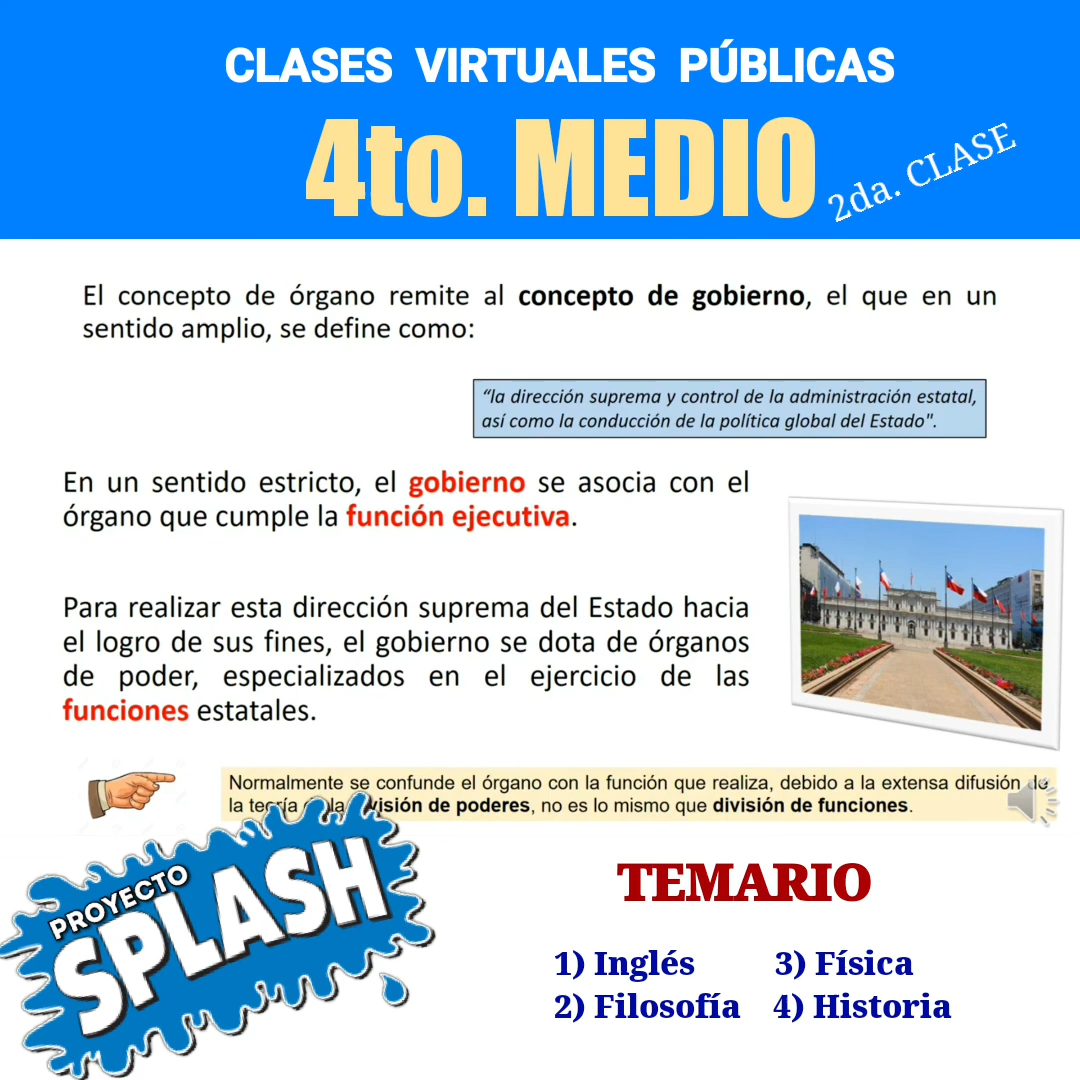 CLASES VIRTUALES PÚBLICAS
4to. MEDIO
2da. CLASE
El concepto de órgano remite al concepto de gobierno, el que en un
sentido amplio, se define como:
“la dirección suprema y control de la administración estatal,
así como la conducción de la política global del Estado".
En un sentido estricto, el gobierno se asocia con el
órgano que cumple la función ejecutiva.
Para realizar esta dirección suprema del Estado hacia
el logro de sus fines, el gobierno se dota de órganos
de poder, especializados en el ejercicio de las
funciones estatales.
Normalmente se confunde el órgano con la función que realiza, debido a la extensa difusión de
la teoría la división de poderes, no es lo mismo que división de funciones.
PROYECTO
SPLASH
TEMARIO
1) Inglés 3) Física
2) Filosofía 4) Historia